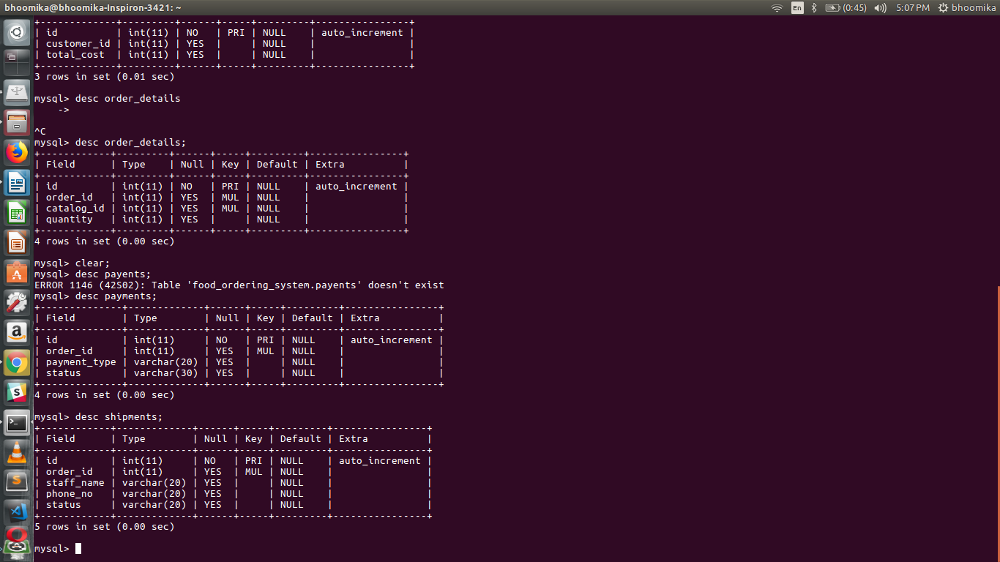 bhoomika@bhoomika-Inspiron-3421: ~ En (0:45) 5:07 PM bhoomika
+-------------+---------+------+-----+---------+----------------+
| id          | int(11) | NO   | PRI | NULL    | auto_increment |
| customer_id | int(11) | YES  |     | NULL    |                |
| total_cost  | int(11) | YES  |     | NULL    |                |
+-------------+---------+------+-----+---------+----------------+
3 rows in set (0.01 sec)

mysql> desc order_details
    ->

^C
mysql> desc order_details;
+------------+---------+------+-----+---------+----------------+
| Field      | Type    | Null | Key | Default | Extra          |
+------------+---------+------+-----+---------+----------------+
| id         | int(11) | NO   | PRI | NULL    | auto_increment |
| order_id   | int(11) | YES  | MUL | NULL    |                |
| catalog_id | int(11) | YES  | MUL | NULL    |                |
| quantity   | int(11) | YES  |     | NULL    |                |
+------------+---------+------+-----+---------+----------------+
4 rows in set (0.00 sec)

mysql> clear;
mysql> desc payents;
ERROR 1146 (42S02): Table 'food_ordering_system.payents' doesn't exist
mysql> desc payments;
+--------------+-------------+------+-----+---------+----------------+
| Field        | Type        | Null | Key | Default | Extra          |
+--------------+-------------+------+-----+---------+----------------+
| id           | int(11)     | NO   | PRI | NULL    | auto_increment |
| order_id     | int(11)     | YES  | MUL | NULL    |                |
| payment_type | varchar(20) | YES  |     | NULL    |                |
| status       | varchar(30) | YES  |     | NULL    |                |
+--------------+-------------+------+-----+---------+----------------+
4 rows in set (0.00 sec)

mysql> desc shipments;
+------------+-------------+------+-----+---------+----------------+
| Field      | Type        | Null | Key | Default | Extra          |
+------------+-------------+------+-----+---------+----------------+
| id         | int(11)     | NO   | PRI | NULL    | auto_increment |
| order_id   | int(11)     | YES  | MUL | NULL    |                |
| staff_name | varchar(20) | YES  |     | NULL    |                |
| phone_no   | varchar(20) | YES  |     | NULL    |                |
| status     | varchar(20) | YES  |     | NULL    |                |
+------------+-------------+------+-----+---------+----------------+
5 rows in set (0.00 sec)

mysql>